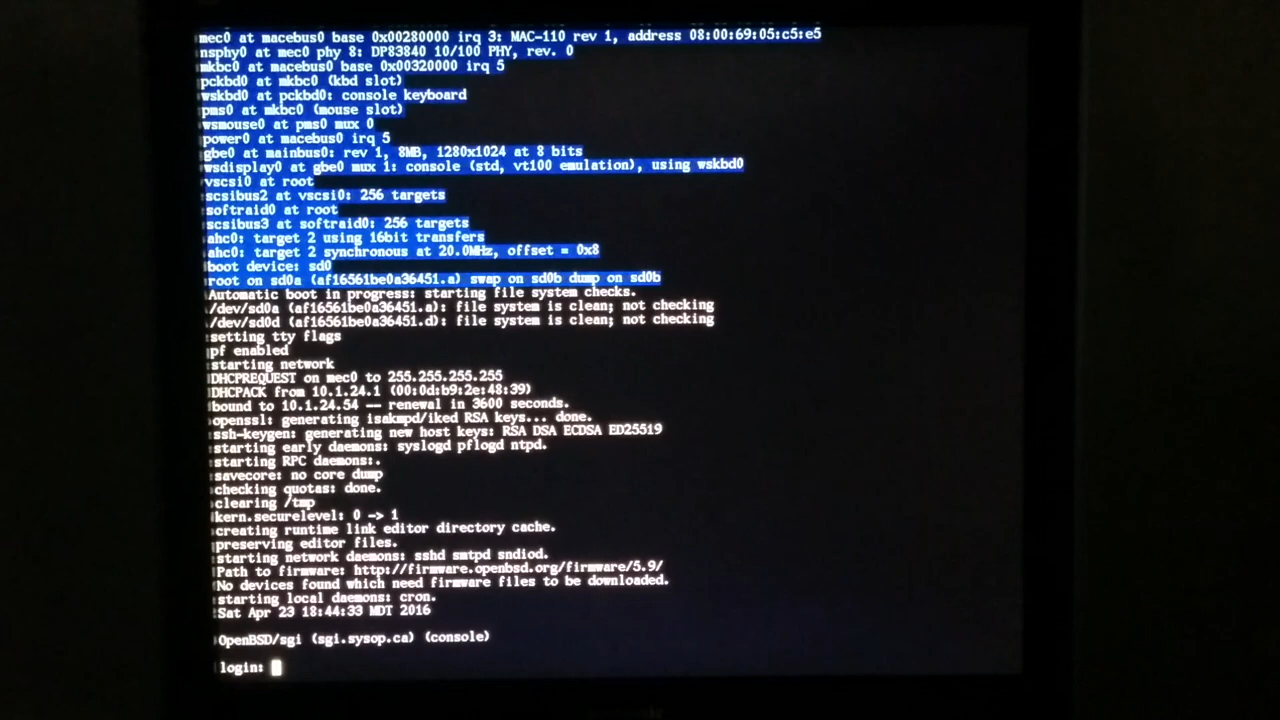 mec0 at macebus0 base 0x00280000 irq 3: MAC-110 rev 1, address 08:00:69:05:c5:e5
nsphy0 at mec0 phy 8: DP83840 10/100 PHY, rev. 0
mkbc0 at macebus0 base 0x00320000 irq 5
pckbd0 at mkbc0 (kbd slot)
wskbd0 at pckbd0: console keyboard
pms0 at mkbc0 (mouse slot)
wsmouse0 at pms0 mux 0
power0 at macebus0 irq 5
gbe0 at mainbus0: rev 1, 8MB, 1280x1024 at 8 bits
wsdisplay0 at gbe0 mux 1: console (std, vt100 emulation), using wskbd0
vscsi0 at root
scsibus2 at vscsi0: 256 targets
softraid0 at root
scsibus3 at softraid0: 256 targets
ahc0: target 2 using 16bit transfers
ahc0: target 2 synchronous at 20.0MHz, offset = 0x8
boot device: sd0
root on sd0a (af16561be0a36451.a) swap on sd0b dump on sd0b
Automatic boot in progress: starting file system checks.
/dev/sd0a (af16561be0a36451.a): file system is clean; not checking
/dev/sd0d (af16561be0a36451.d): file system is clean; not checking
setting tty flags
pf enabled
starting network
DHCPREQUEST on mec0 to 255.255.255.255
DHCPACK from 10.1.24.1 (00:0d:b9:2e:48:39)
bound to 10.1.24.54 -- renewal in 3600 seconds.
openssl: generating isakmpd/iked RSA keys... done.
ssh-keygen: generating new host keys: RSA DSA ECDSA ED25519
starting early daemons: syslogd pflogd ntpd.
starting RPC daemons:.
savecore: no core dump
checking quotas: done.
clearing /tmp
kern.securelevel: 0 -> 1
creating runtime link editor directory cache.
preserving editor files.
starting network daemons: sshd smtpd sndiod.
Path to firmware: http://firmware.openbsd.org/firmware/5.9/
No devices found which need firmware files to be downloaded.
starting local daemons: cron.
Sat Apr 23 18:44:33 MDT 2016
OpenBSD/sgi (sgi.sysop.ca) (console)
login: